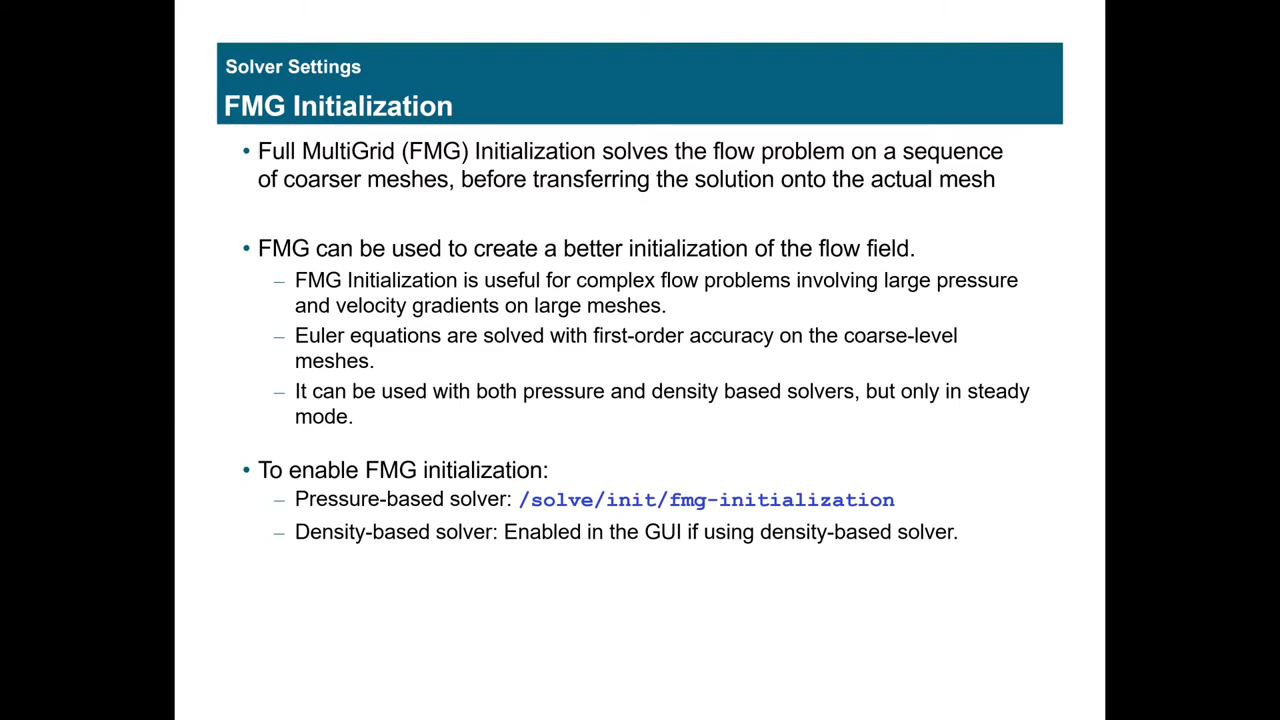 Solver Settings
FMG Initialization
• Full MultiGrid (FMG) Initialization solves the flow problem on a sequence
of coarser meshes, before transferring the solution onto the actual mesh
• FMG can be used to create a better initialization of the flow field.
– FMG Initialization is useful for complex flow problems involving large pressure
and velocity gradients on large meshes.
– Euler equations are solved with first-order accuracy on the coarse-level
meshes.
– It can be used with both pressure and density based solvers, but only in steady
mode.
• To enable FMG initialization:
– Pressure-based solver: /solve/init/fmg-initialization
– Density-based solver: Enabled in the GUI if using density-based solver.